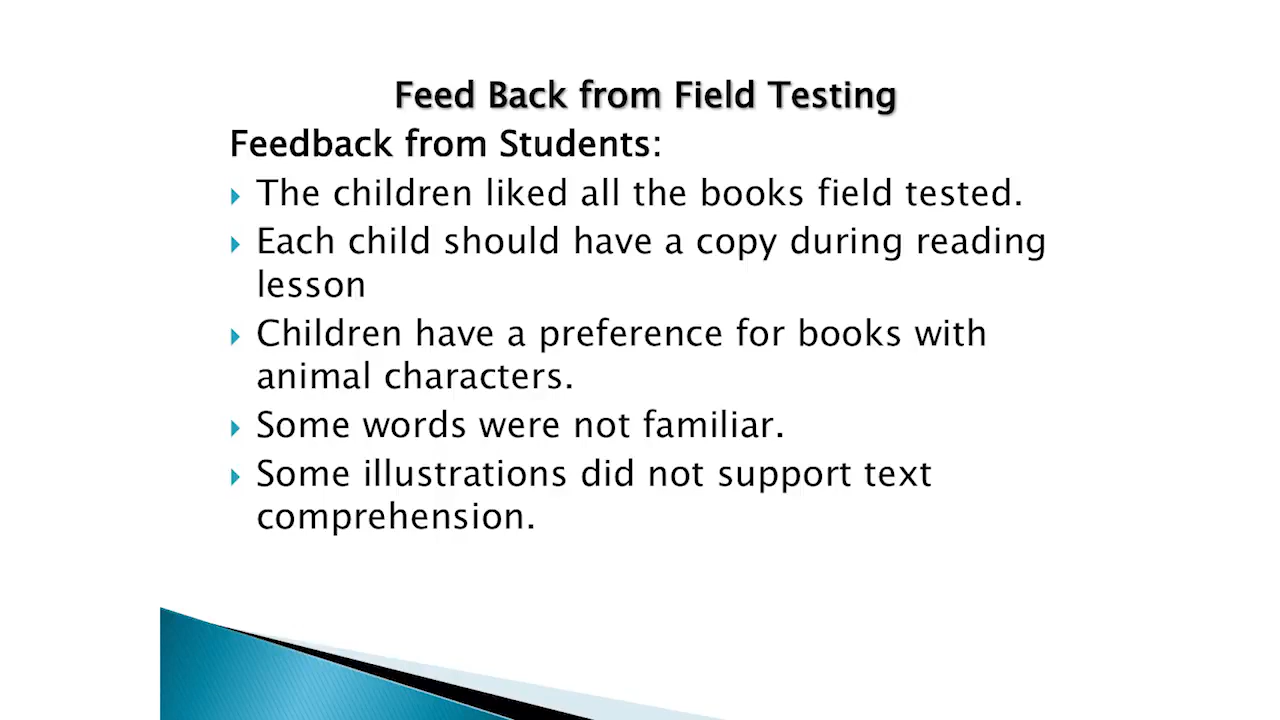 Feed Back from Field Testing
Feedback from Students:
The children liked all the books field tested.
Each child should have a copy during reading
lesson
Children have a preference for books with
animal characters.
Some words were not familiar.
Some illustrations did not support text
comprehension.